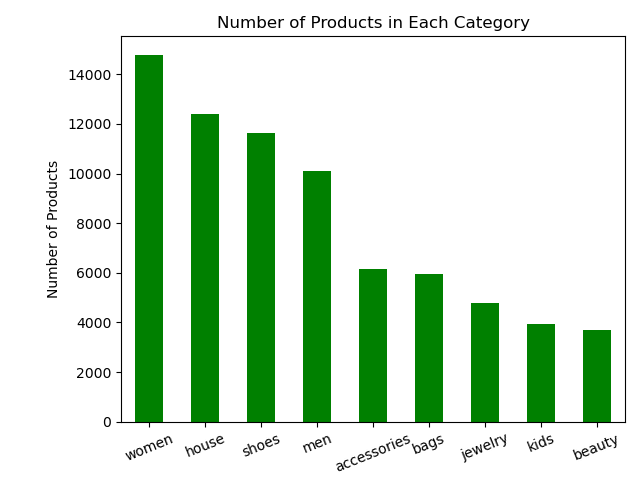 Number of Products in Each Category
Number of Products
14000
12000
10000
8000
6000
4000
2000
0
women house shoes men accessories bags jewelry kids beauty